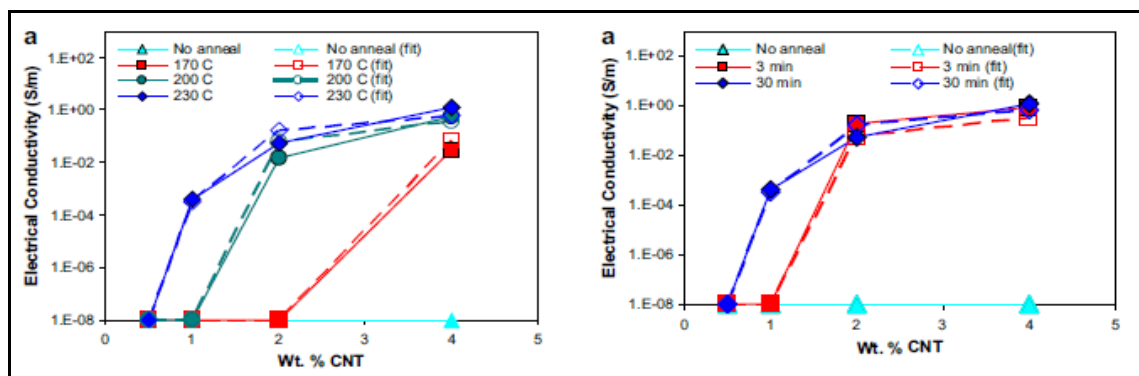 a
No anneal No anneal (fit)
170 C 170 C (fit)
200 C 200 C (fit)
230 C 230 C (fit)
Electrical Conductivity (S/m)
1.E+02
1.E+00
1.E-02
1.E-04
1.E-06
1.E-08
0 1 2 3 4 5
Wt. % CNT
a
No anneal No anneal(fit)
3 min 3 min (fit)
30 min 30 min (fit)
Electrical Conductivity (S/m)
1.E+02
1.E+00
1.E-02
1.E-04
1.E-06
1.E-08
0 1 2 3 4 5
Wt. % CNT